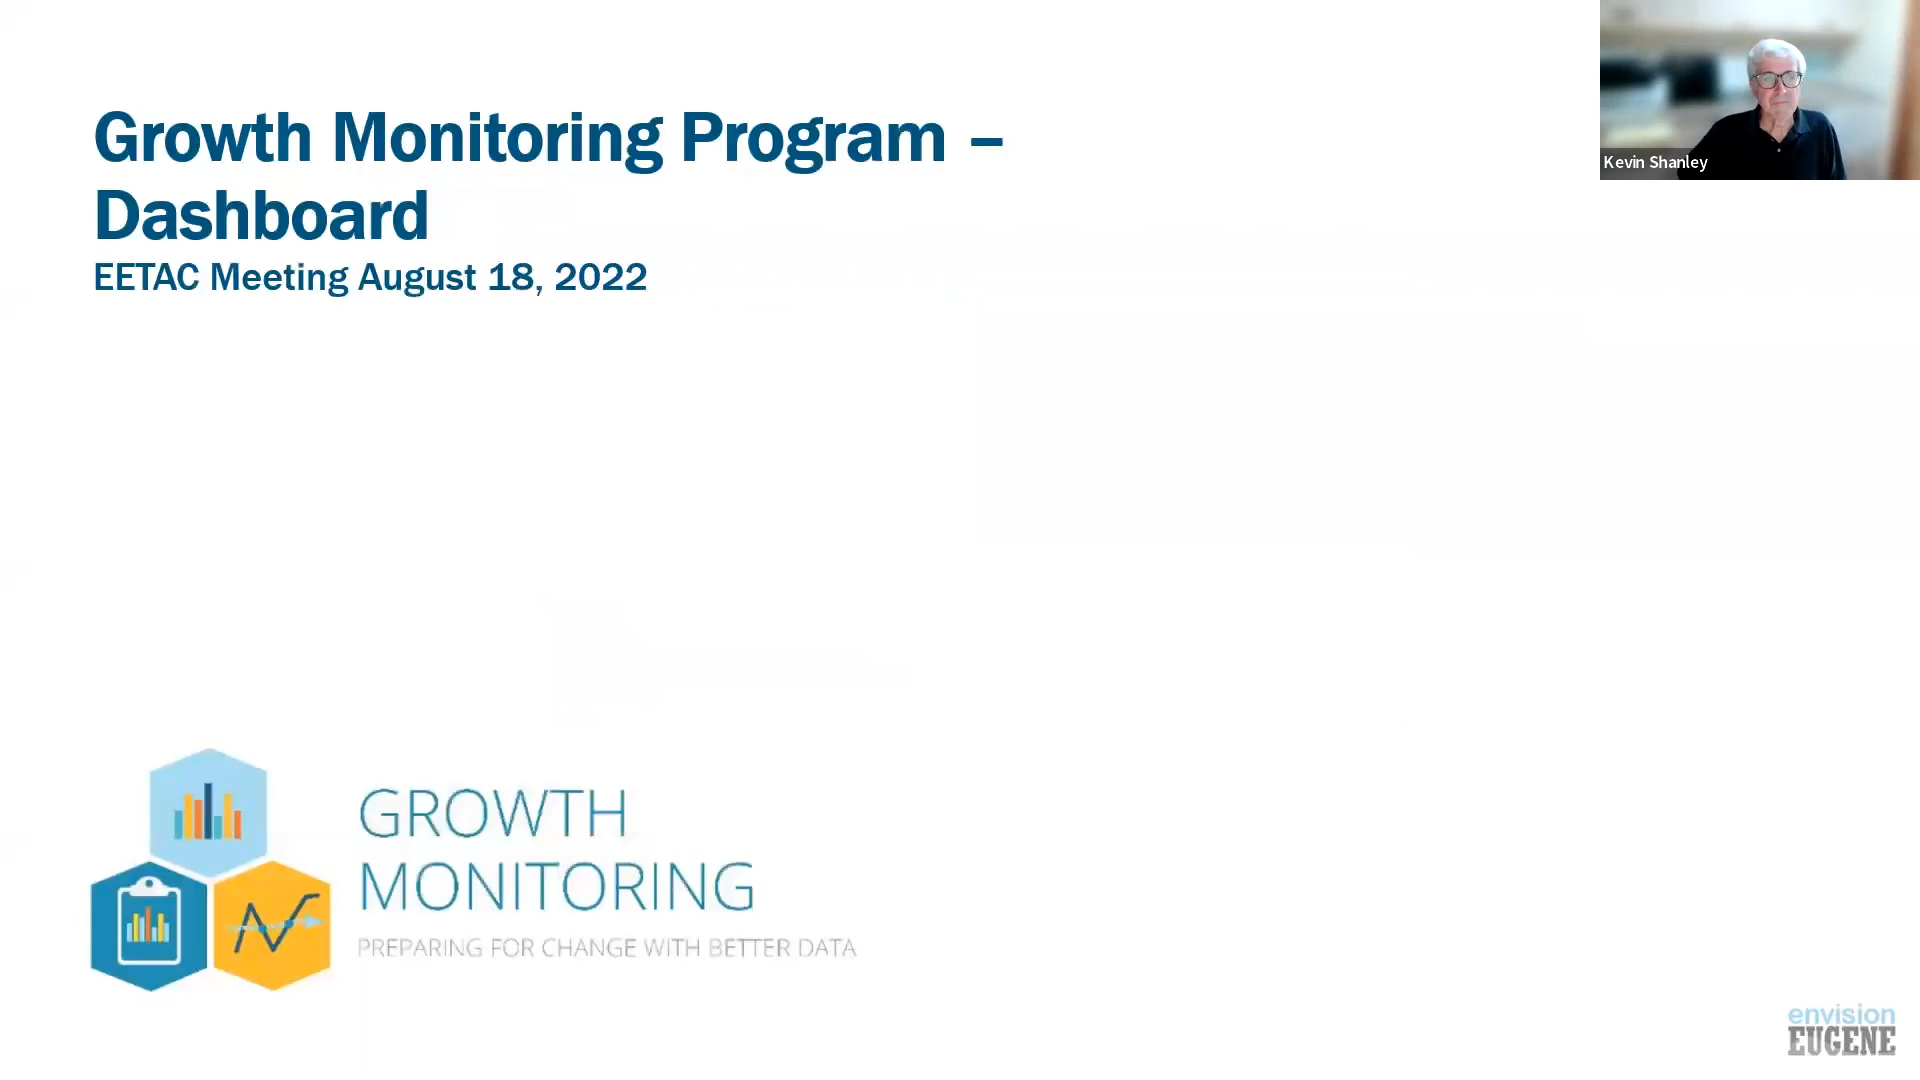 Growth Monitoring Program –
Dashboard
EETAC Meeting August 18, 2022
Kevin Shanley
GROWTH
MONITORING
PREPARING FOR CHANGE WITH BETTER DATA
envision
EUGENE